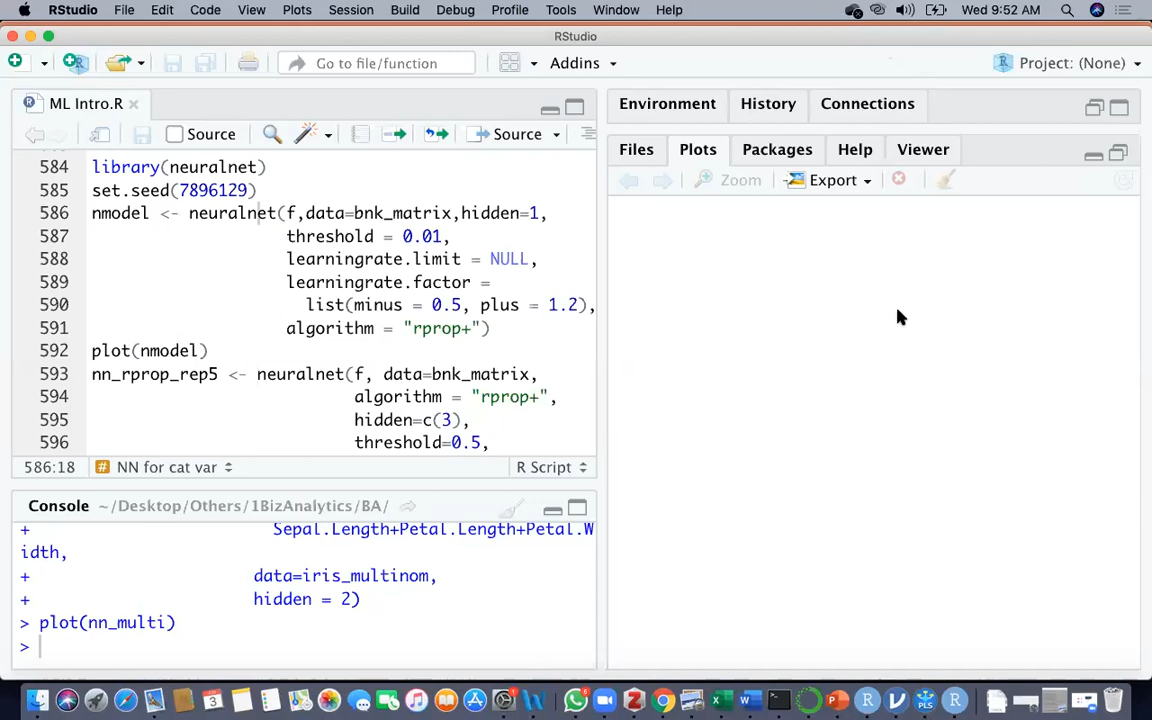 RStudio File Edit Code View Plots Session Build Debug Profile Tools Window Help Wed 9:52 AM
RStudio
Go to file/function Addins Project: (None)
ML Intro.R
Source Source
584 library(neuralnet)
585 set.seed(7896129)
586 nmodel <- neuralnet(f,data=bnk_matrix,hidden=1,
587 threshold = 0.01,
588 learningrate.limit = NULL,
589 learningrate.factor =
590 list(minus = 0.5, plus = 1.2),
591 algorithm = "rprop+")
592 plot(nmodel)
593 nn_rprop_rep5 <- neuralnet(f, data=bnk_matrix,
594 algorithm = "rprop+",
595 hidden=c(3),
596 threshold=0.5,
586:18 # NN for cat var R Script
Console ~/Desktop/Others/1BizAnalytics/BA/
+ Sepal.Length+Petal.Length+Petal.W
idth,
+ data=iris_multinom,
+ hidden = 2)
> plot(nn_multi)
>
Environment History Connections
Files Plots Packages Help Viewer
Zoom Export